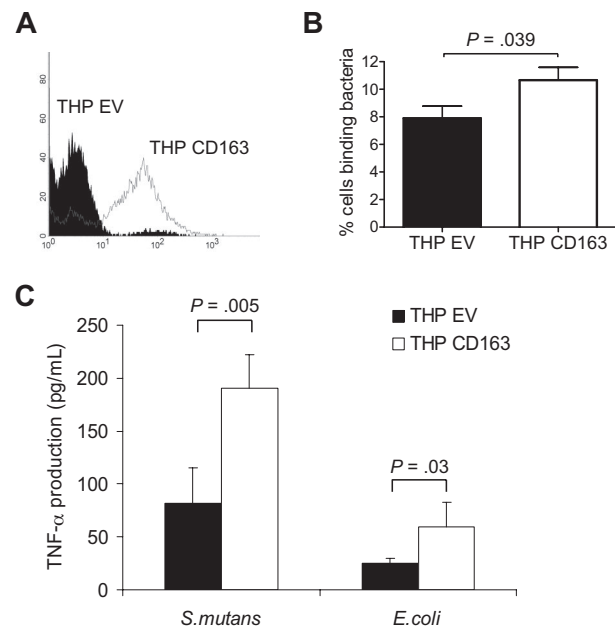 A
80
60
40
20
0
THP EV
THP CD163
10⁰ 10¹ 10² 10³
B
P = .039
% cells binding bacteria
12
10
8
6
4
2
0
THP EV THP CD163
C
TNF-α production (pg/mL)
250
200
150
100
50
0
P = .005
P = .03
THP EV
THP CD163
S.mutans E.coli